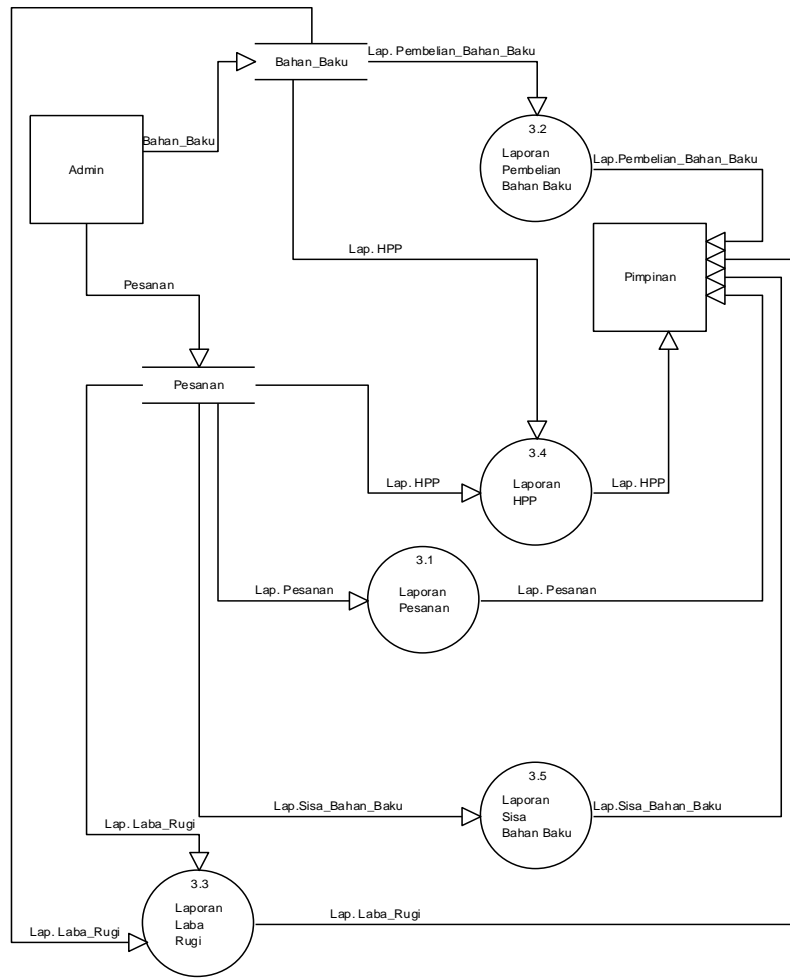 Lap. Pembelian_Bahan_Baku
Bahan_Baku
Bahan_Baku
3.2
Laporan
Pembelian
Bahan Baku
Lap.Pembelian_Bahan_Baku
Admin
Lap. HPP
Pimpinan
Pesanan
Pesanan
3.4
Laporan
HPP
Lap. HPP
Lap. HPP
3.1
Laporan
Pesanan
Lap. Pesanan
Lap. Pesanan
3.5
Laporan
Sisa
Bahan Baku
Lap.Sisa_Bahan_Baku
Lap.Sisa_Bahan_Baku
Lap. Laba_Rugi
3.3
Laporan
Laba
Rugi
Lap. Laba_Rugi
Lap. Laba_Rugi